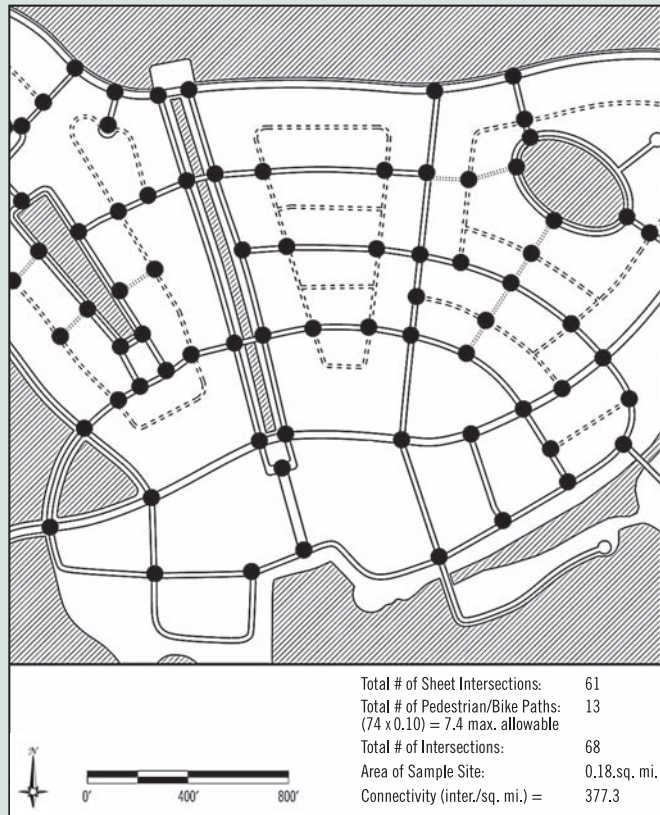 Total # of Sheet Intersections: 61
Total # of Pedestrian/Bike Paths: 13
(74 x 0.10) = 7.4 max. allowable
Total # of Intersections: 68
Area of Sample Site: 0.18.sq. mi.
Connectivity (inter./sq. mi.) = 377.3
N
0' 400' 800'